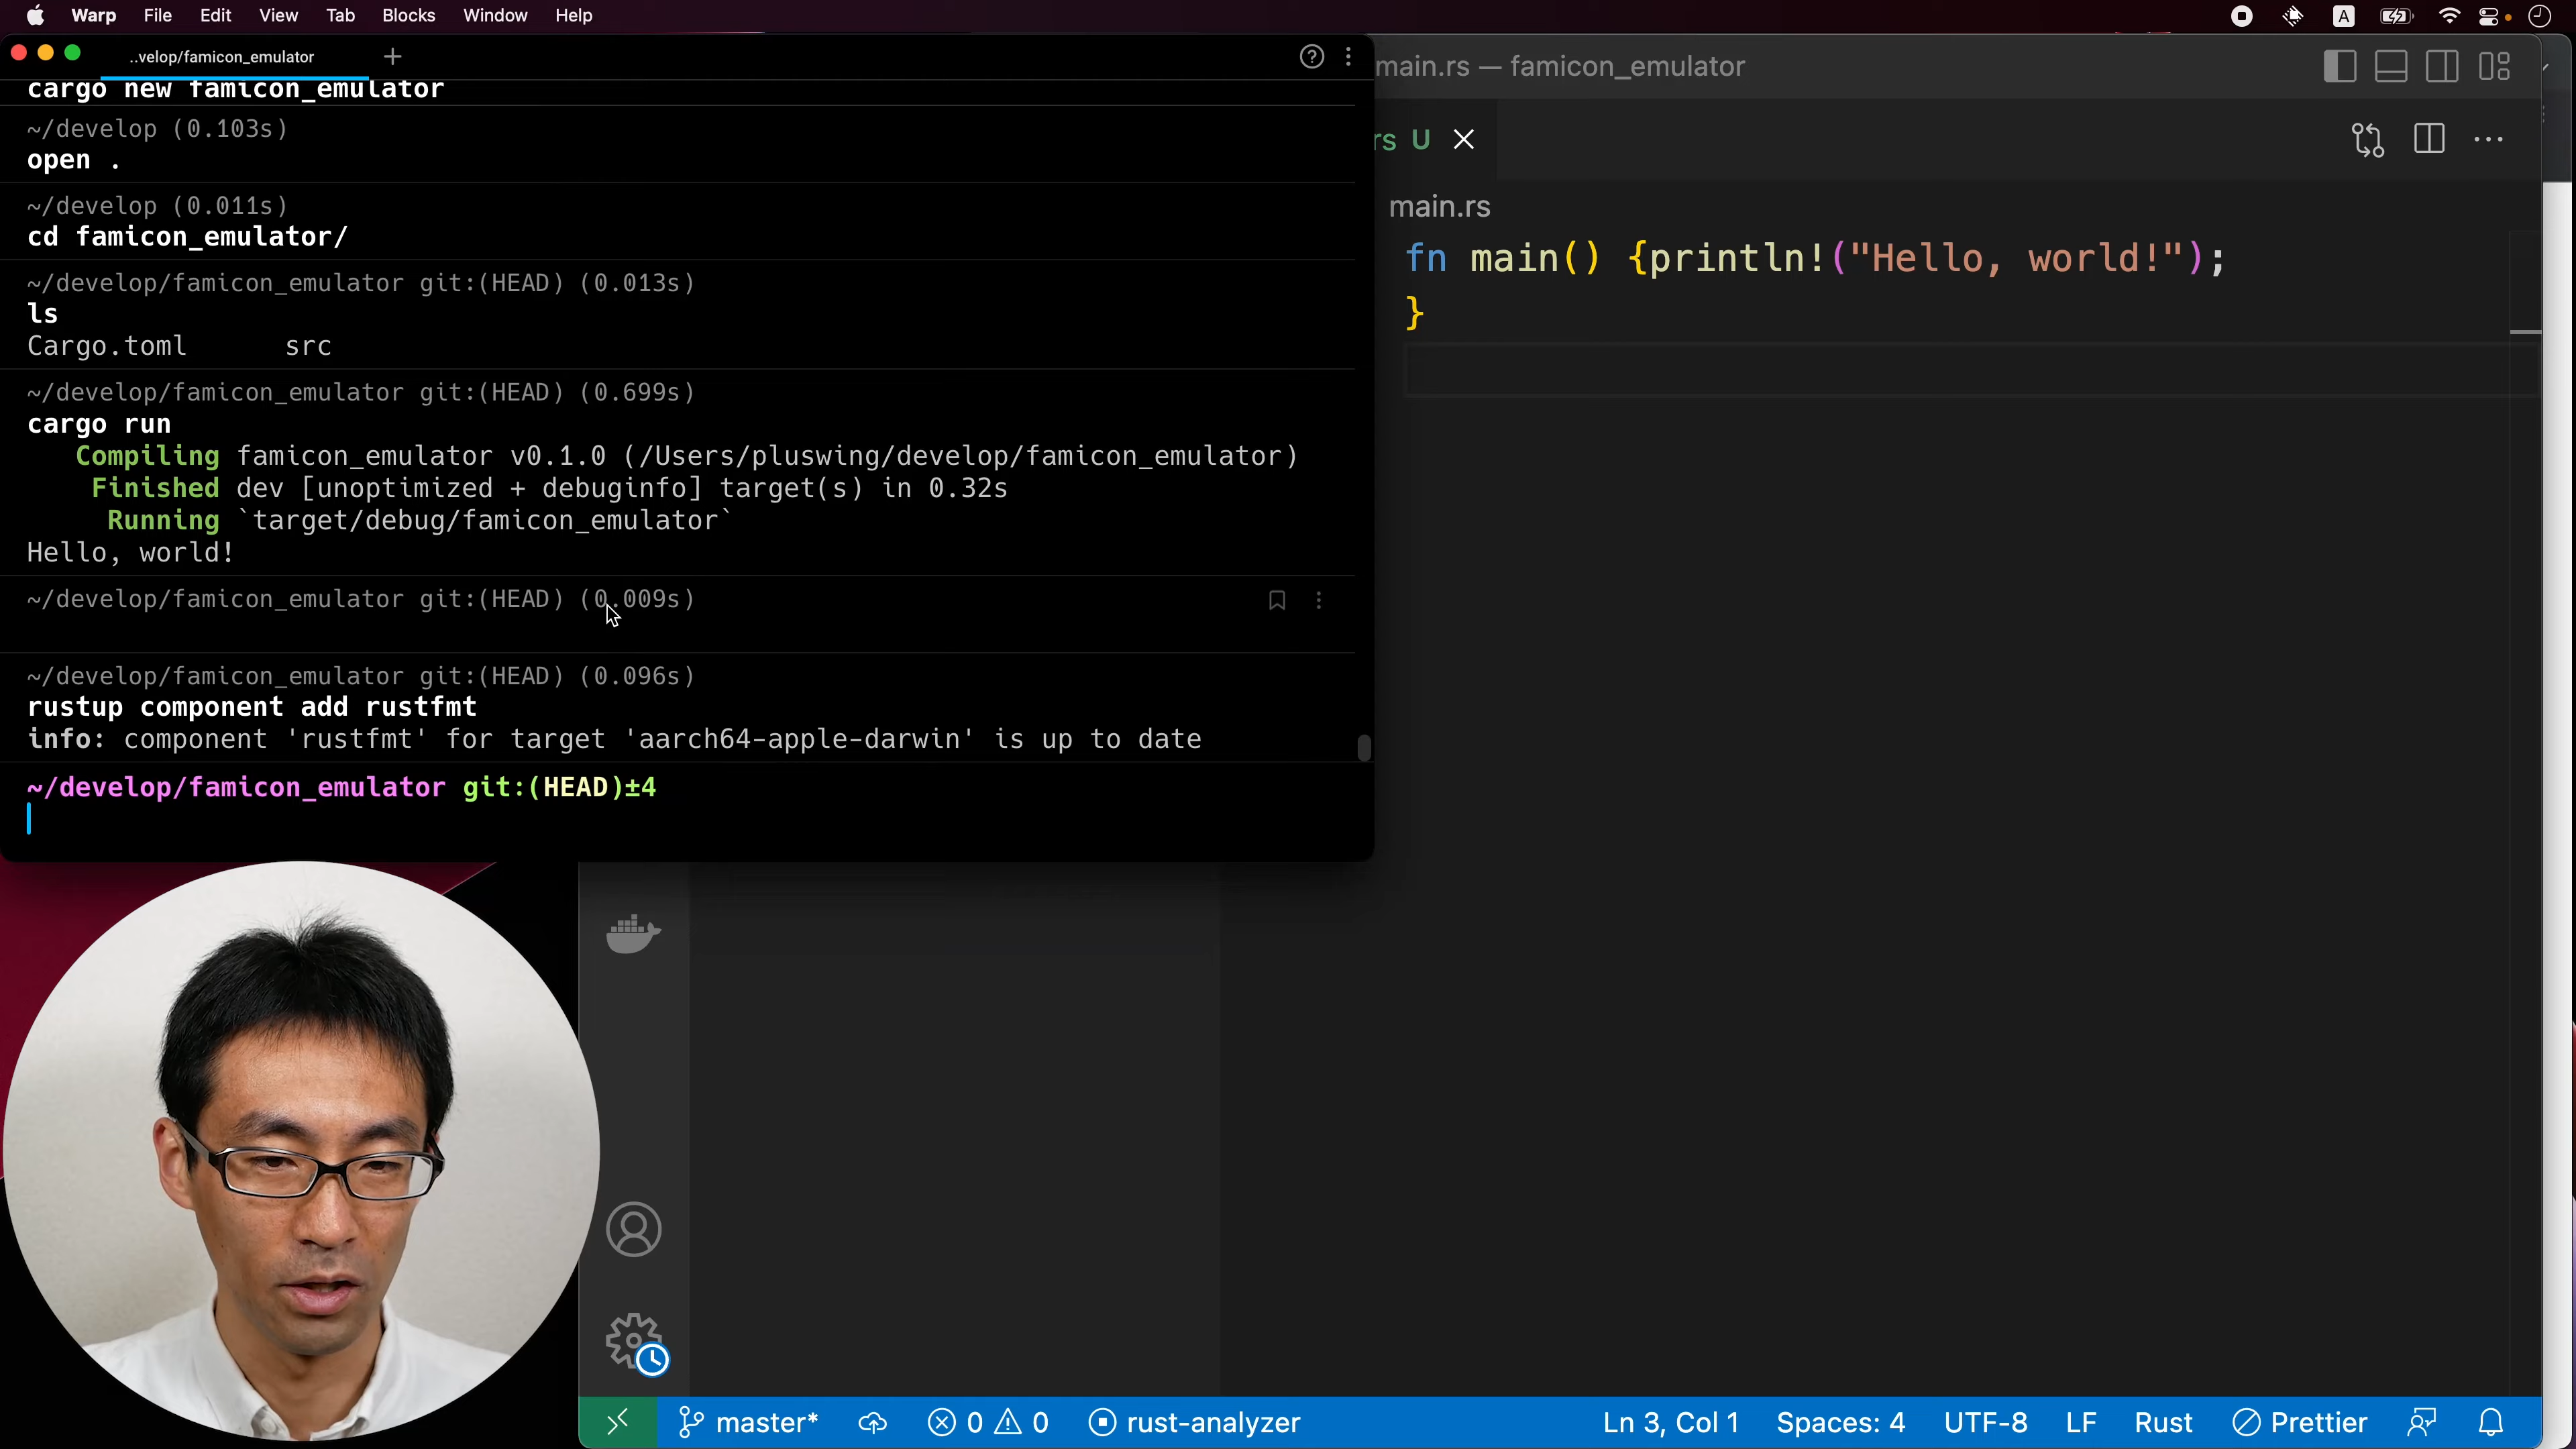 Warp File Edit View Tab Blocks Window Help
A
..velop/famicon_emulator
cargo new famicon_emulator
~/develop (0.103s)
open .
~/develop (0.011s)
cd famicon_emulator/
~/develop/famicon_emulator git:(HEAD) (0.013s)
ls
Cargo.toml src
~/develop/famicon_emulator git:(HEAD) (0.699s)
cargo run
Compiling famicon_emulator v0.1.0 (/Users/pluswing/develop/famicon_emulator)
Finished dev [unoptimized + debuginfo] target(s) in 0.32s
Running `target/debug/famicon_emulator`
Hello, world!
~/develop/famicon_emulator git:(HEAD) (0.009s)
~/develop/famicon_emulator git:(HEAD) (0.096s)
rustup component add rustfmt
info: component 'rustfmt' for target 'aarch64-apple-darwin' is up to date
~/develop/famicon_emulator git:(HEAD)±4
main.rs — famicon_emulator
rs U
main.rs
fn main() {println!("Hello, world!");
}
master* 0 0 rust-analyzer Ln 3, Col 1 Spaces: 4 UTF-8 LF Rust Prettier